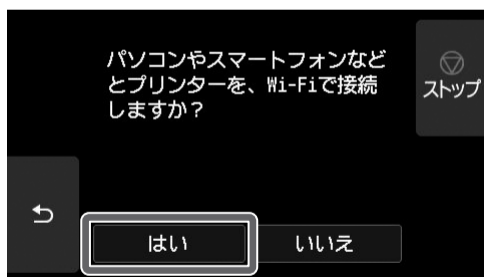 パソコンやスマートフォンなど
とプリンターを、Wi-Fiで接続
しますか？
ストップ
はい
いいえ